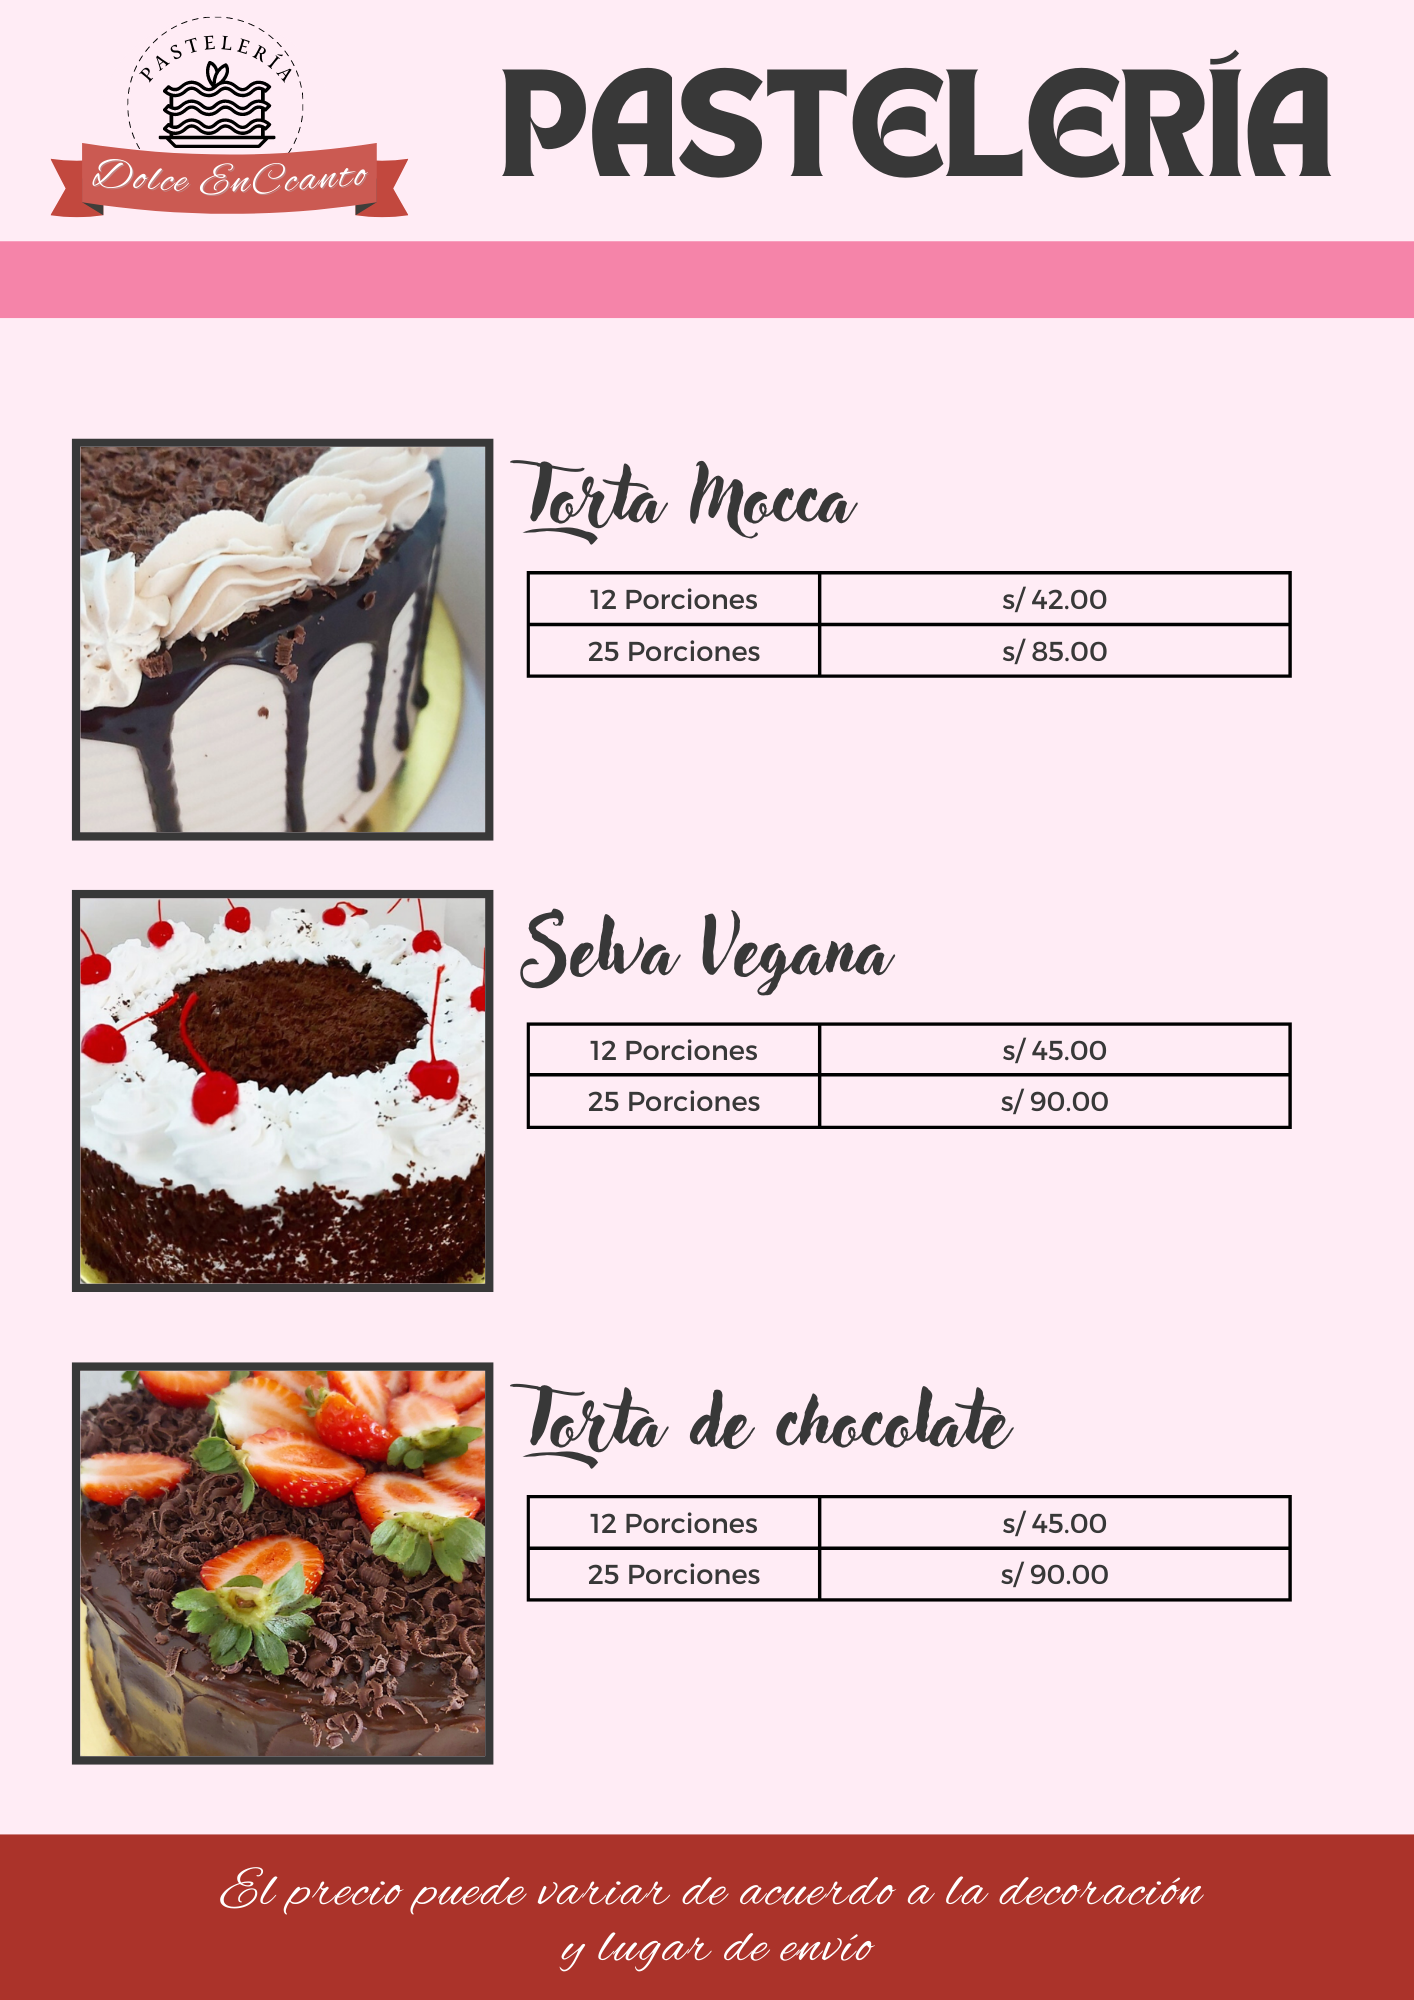 PASTELERÍA
Dolce EnCcanto
PASTELERÍA
Torta Mocca
12 Porciones s/ 42.00
25 Porciones s/ 85.00
Selva Vegana
12 Porciones s/ 45.00
25 Porciones s/ 90.00
Torta de chocolate
12 Porciones s/ 45.00
25 Porciones s/ 90.00
El precio puede variar de acuerdo a la decoración
y lugar de envío